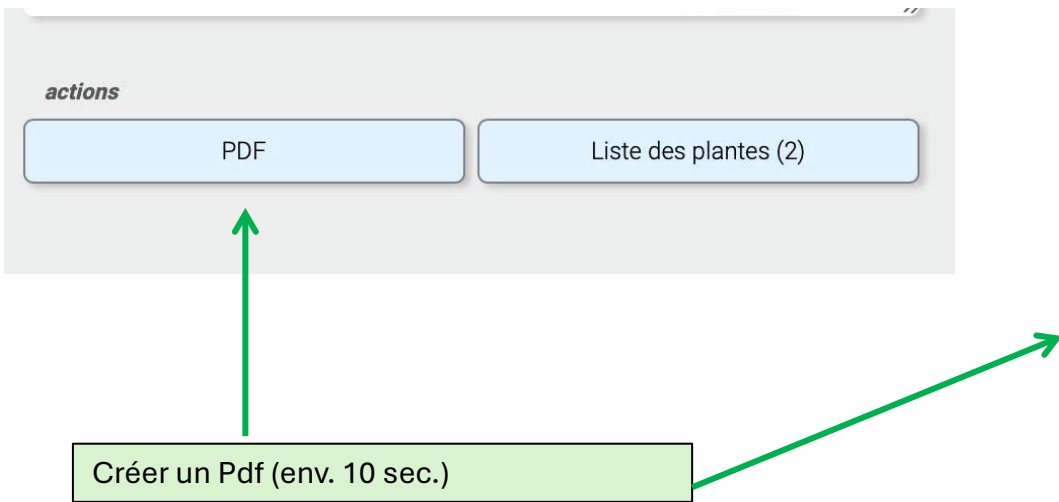 actions
PDF
Liste des plantes (2)
Créer un Pdf (env. 10 sec.)